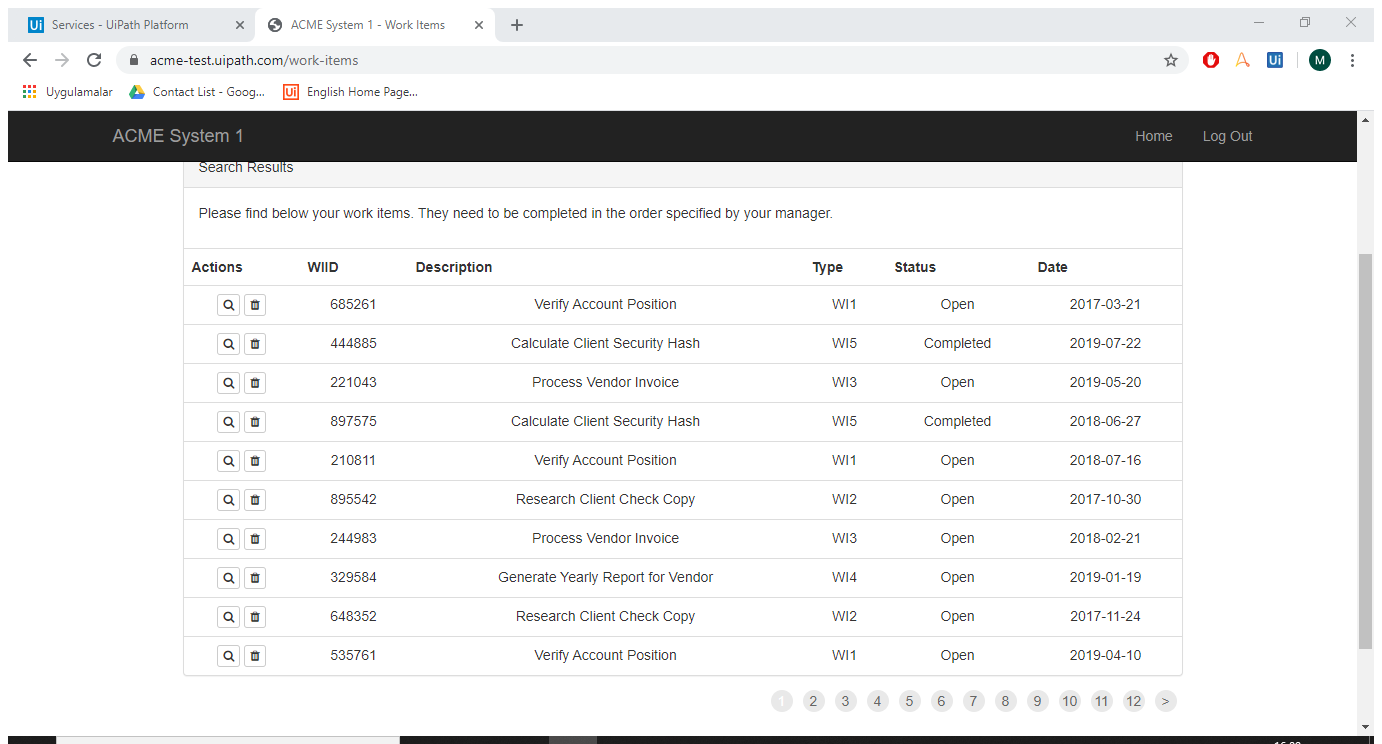 Ui Services - UiPath Platform ACME System 1 - Work Items
acme-test.uipath.com/work-items Ui M
Uygulamalar Contact List - Goog... Ui English Home Page...
ACME System 1 Home Log Out
Search Results
Please find below your work items. They need to be completed in the order specified by your manager.
Actions WIID Description Type Status Date
685261 Verify Account Position WI1 Open 2017-03-21
444885 Calculate Client Security Hash WI5 Completed 2019-07-22
221043 Process Vendor Invoice WI3 Open 2019-05-20
897575 Calculate Client Security Hash WI5 Completed 2018-06-27
210811 Verify Account Position WI1 Open 2018-07-16
895542 Research Client Check Copy WI2 Open 2017-10-30
244983 Process Vendor Invoice WI3 Open 2018-02-21
329584 Generate Yearly Report for Vendor WI4 Open 2019-01-19
648352 Research Client Check Copy WI2 Open 2017-11-24
535761 Verify Account Position WI1 Open 2019-04-10
1 2 3 4 5 6 7 8 9 10 11 12 >